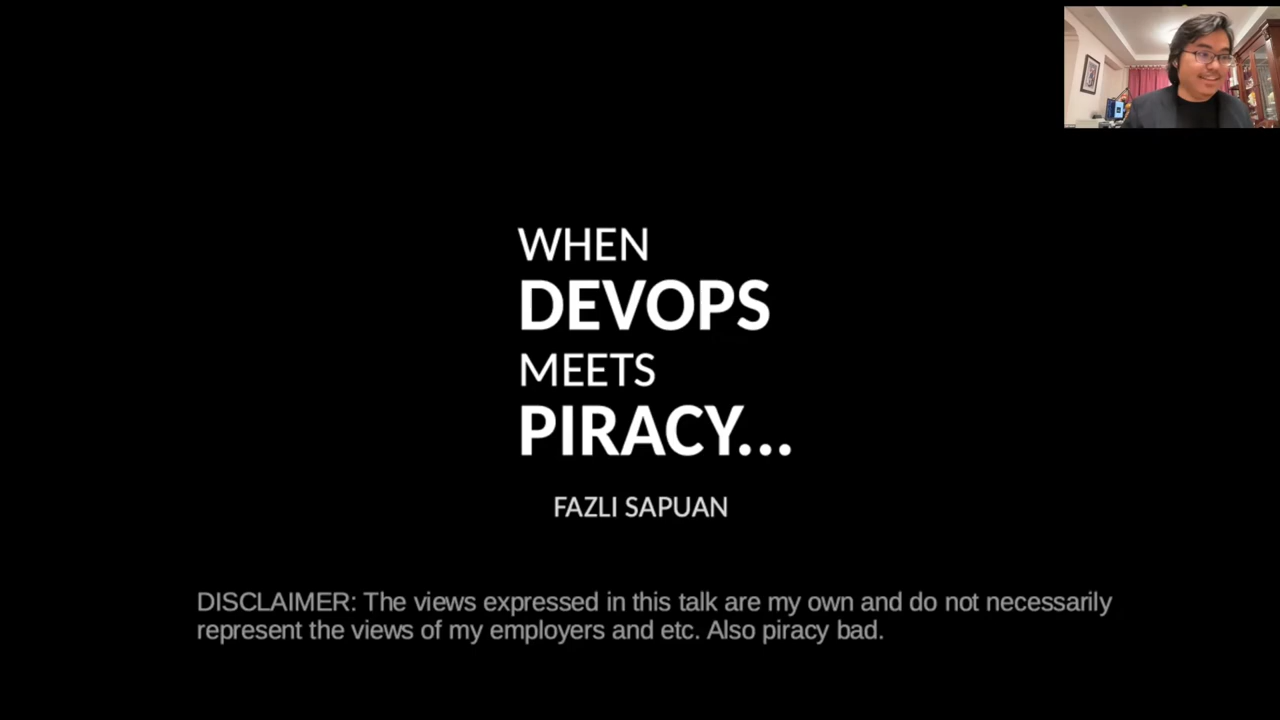 WHEN
DEVOPS
MEETS
PIRACY...
FAZLI SAPUAN
DISCLAIMER: The views expressed in this talk are my own and do not necessarily
represent the views of my employers and etc. Also piracy bad.